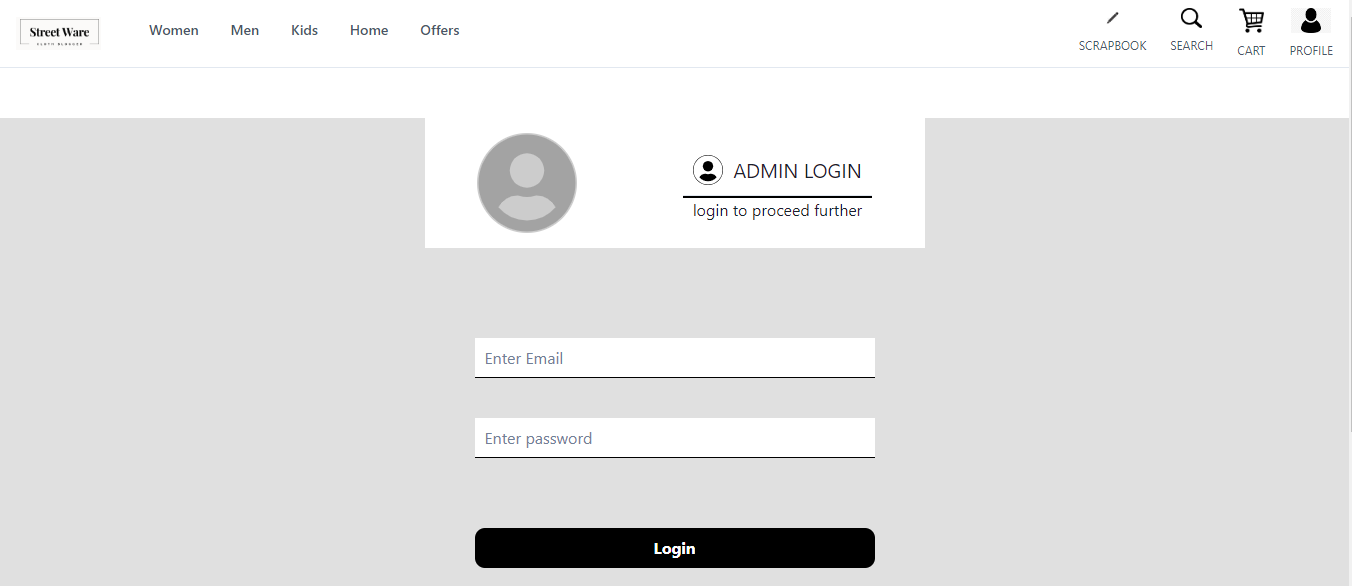 Street Ware
Women Men Kids Home Offers
SCRAPBOOK SEARCH CART PROFILE
ADMIN LOGIN
login to proceed further
Enter Email
Enter password
Login